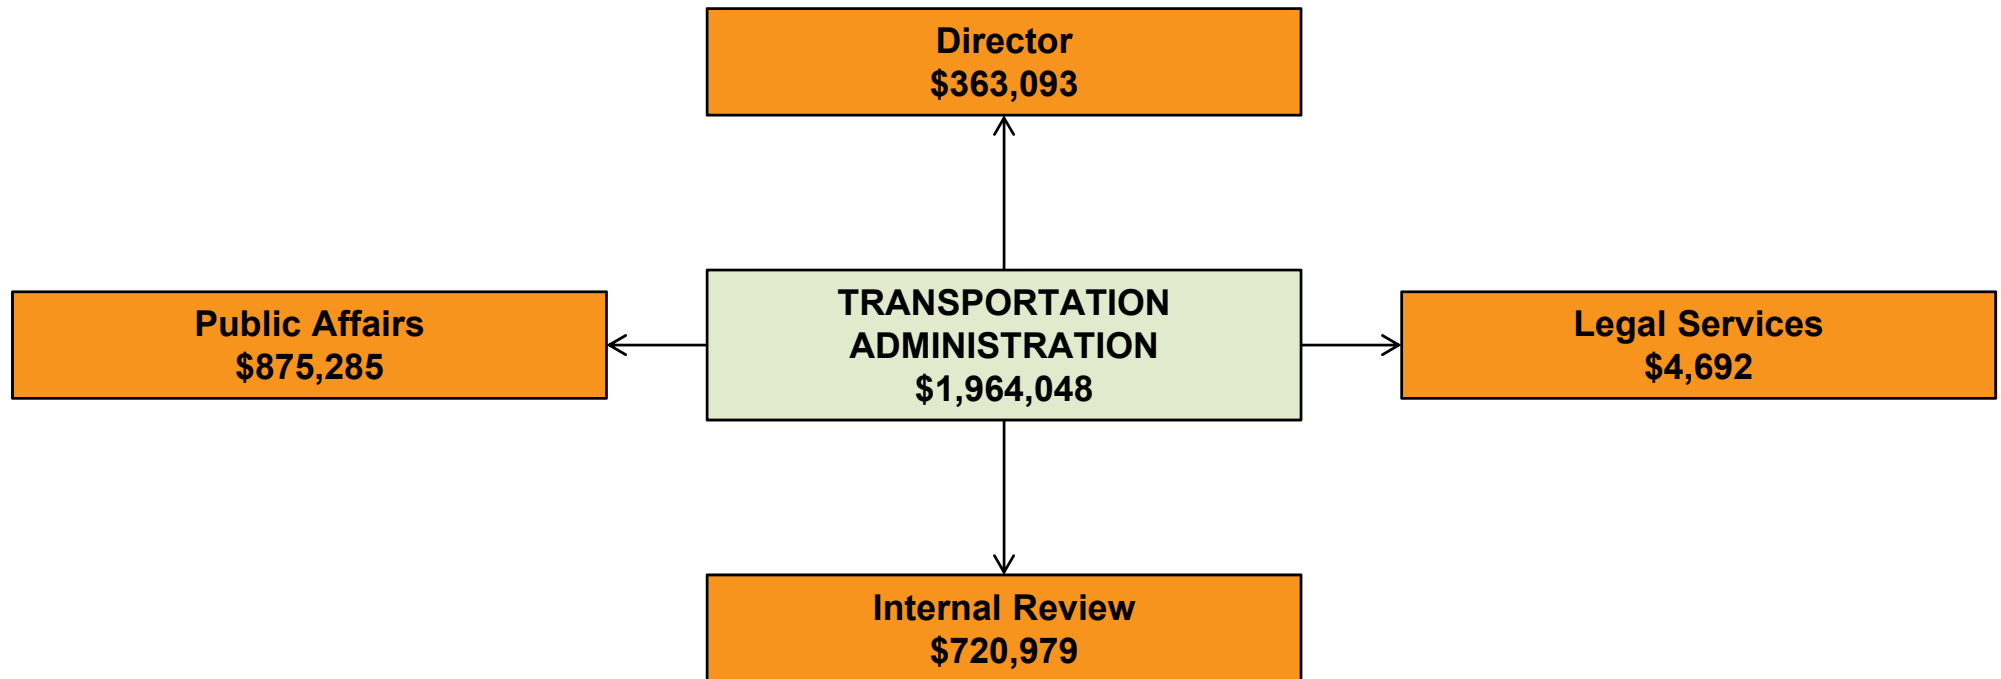 Director
$363,093
TRANSPORTATION
ADMINISTRATION
$1,964,048
Public Affairs
$875,285
Legal Services
$4,692
Internal Review
$720,979